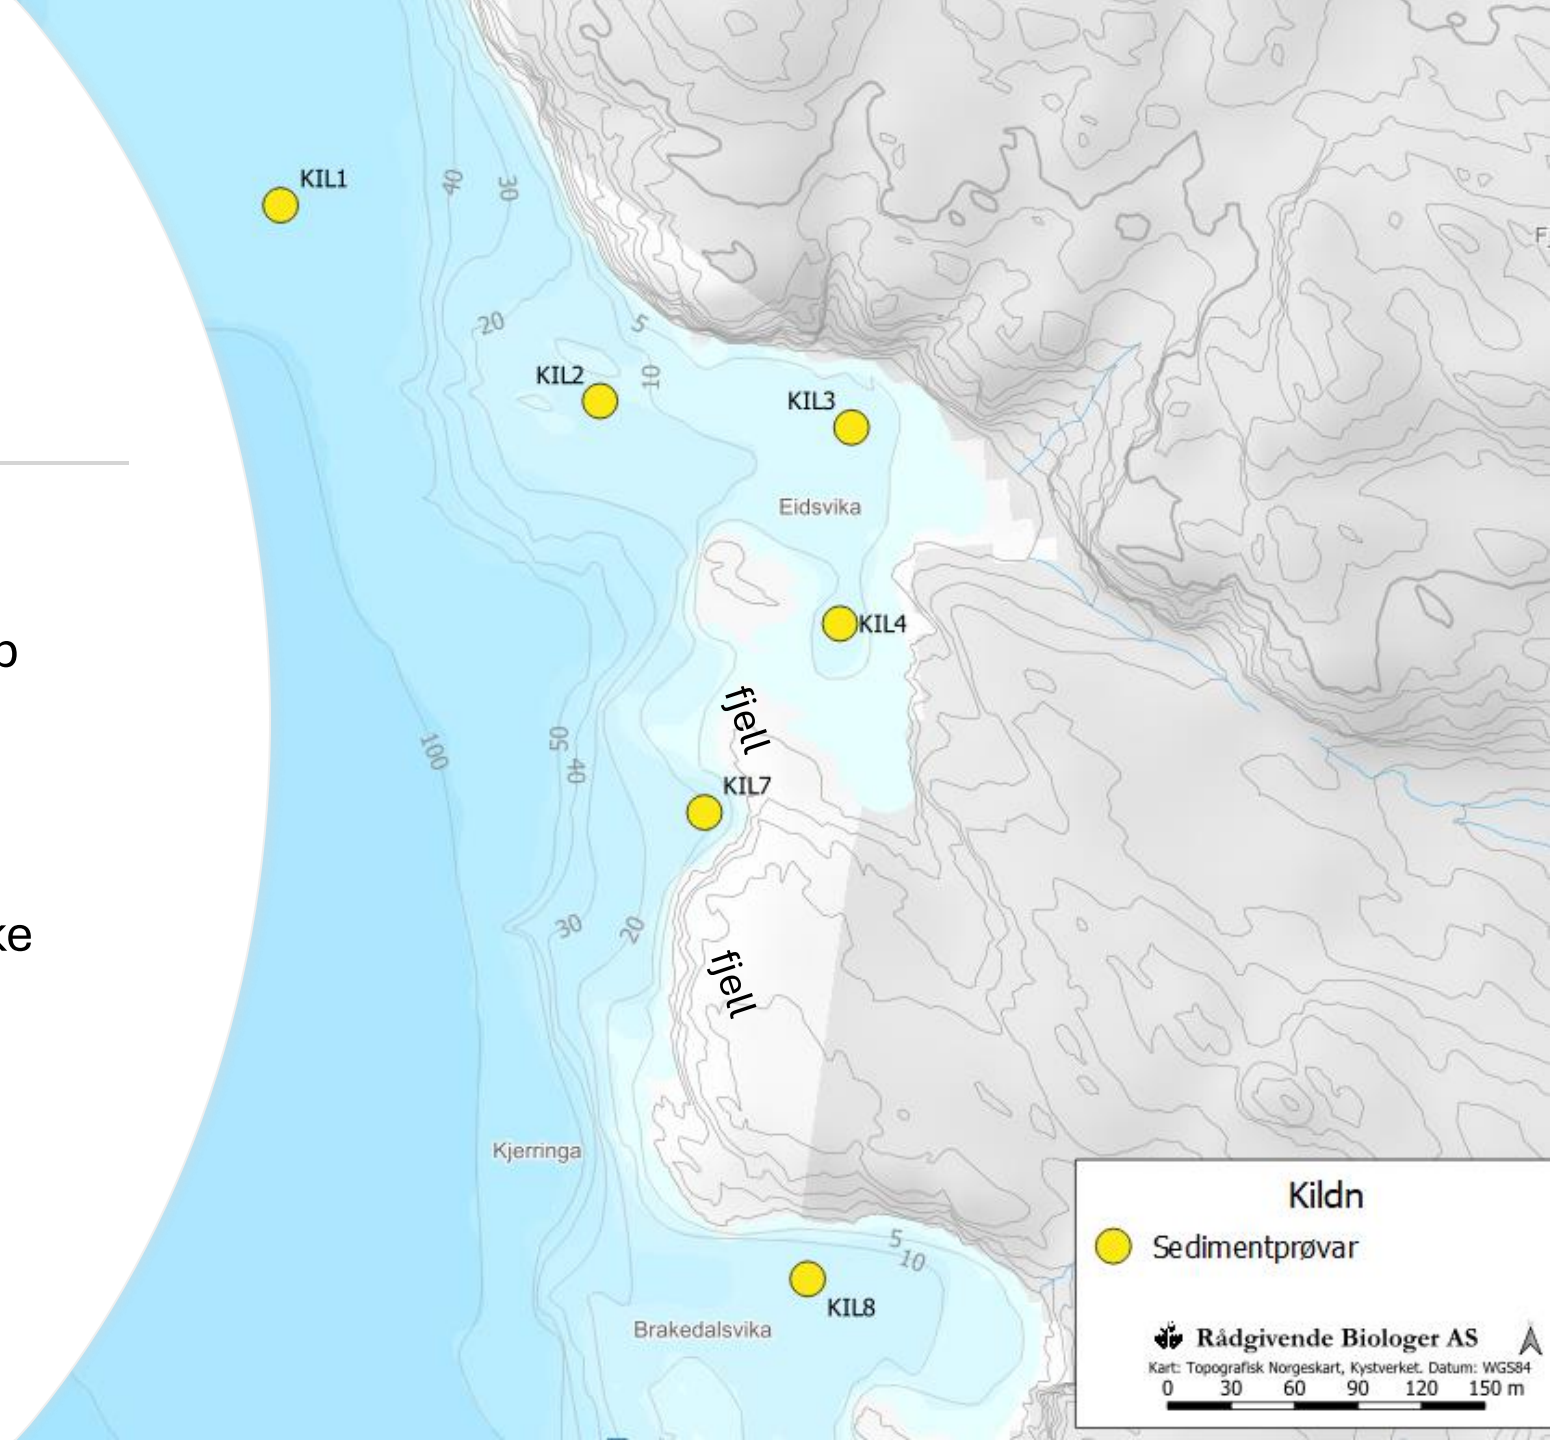 KIL1
40
30
20
5
KIL2
10
KIL3
Eidsvika
KIL4
fjell
100
50
40
KIL7
30
20
fjell
Kjerringa
5
10
KIL8
Brakedalsvika
Kildn
Sedimentprøvar
Rådgivende Biologer AS
Kart: Topografisk Norgeskart, Kystverket. Datum: WGS84
0 30 60 90 120 150 m